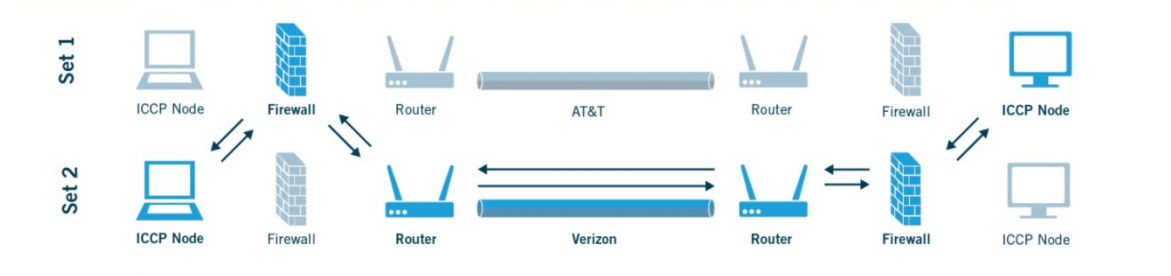 Set 1
ICCP Node
Firewall
Router
AT&T
Router
Firewall
ICCP Node
Set 2
ICCP Node
Firewall
Router
Verizon
Router
Firewall
ICCP Node